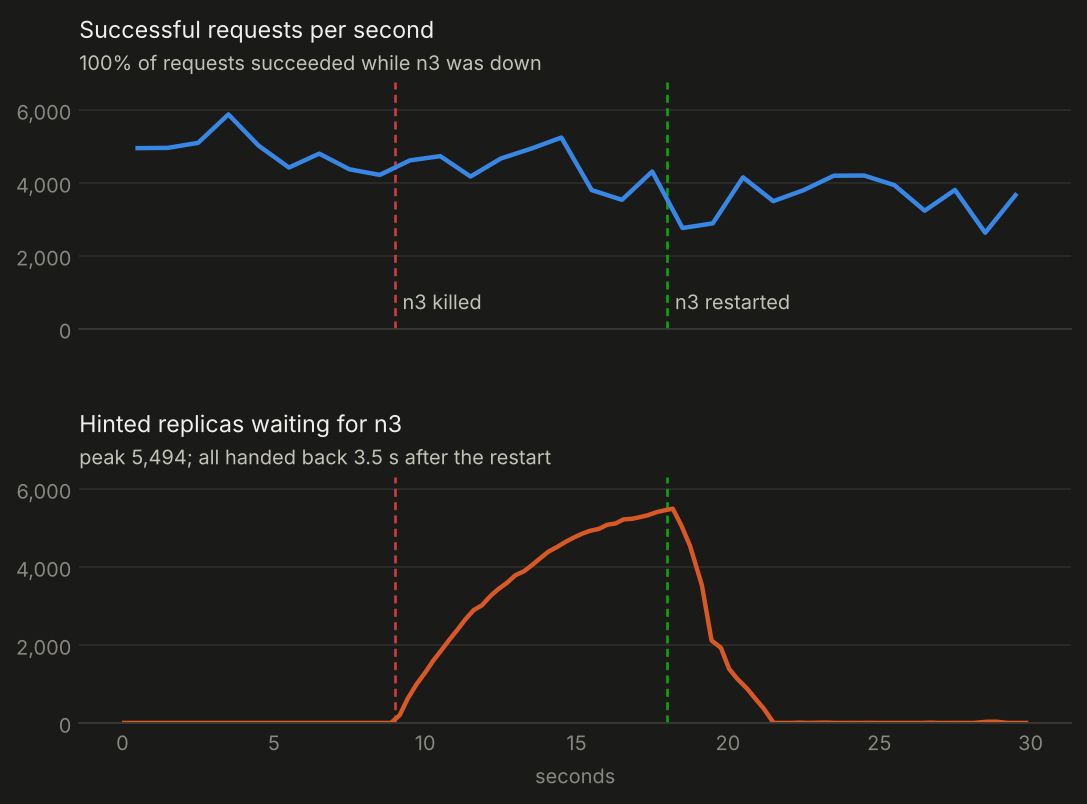 Successful requests per second
100% of requests succeeded while n3 was down
6,000
4,000
2,000
n3 killed
n3 restarted
0
Hinted replicas waiting for n3
peak 5,494; all handed back 3.5 s after the restart
6,000
4,000
2,000
0
0 5 10 15 20 25 30
seconds